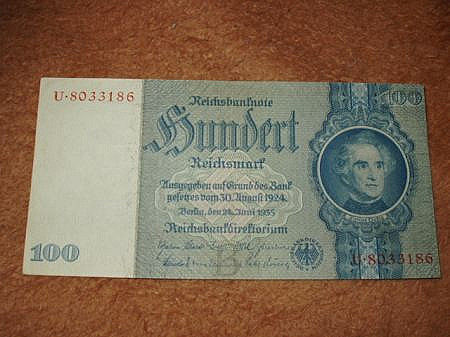 U·8033186
100
Reichsbanknote
Hundert
Reichsmark
Ausgegeben auf Grund des Bank
gesetzes vom 30. August 1924
Berlin, den 24. Juni 1935
Reichsbankdirektorium
100
U·8033186